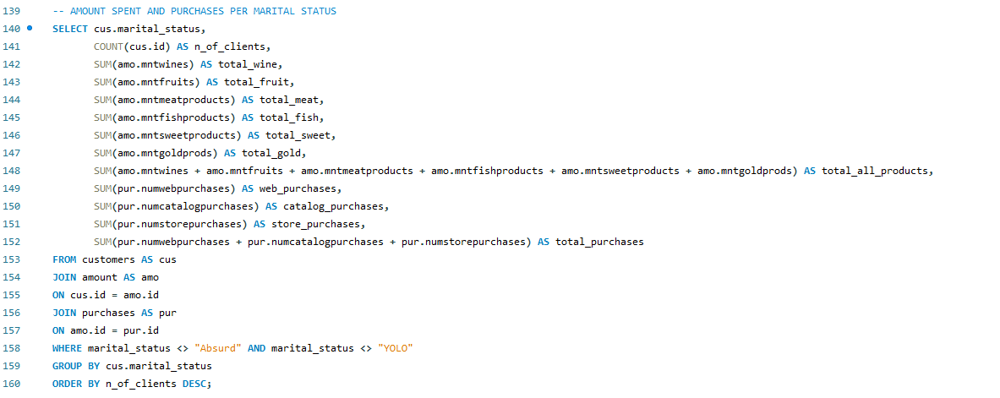 139 -- AMOUNT SPENT AND PURCHASES PER MARITAL STATUS
140 SELECT cus.marital_status,
141 COUNT(cus.id) AS n_of_clients,
142 SUM(amo.mntwines) AS total_wine,
143 SUM(amo.mntfruits) AS total_fruit,
144 SUM(amo.mntmeatproducts) AS total_meat,
145 SUM(amo.mntfishproducts) AS total_fish,
146 SUM(amo.mntsweetproducts) AS total_sweet,
147 SUM(amo.mntgoldprods) AS total_gold,
148 SUM(amo.mntwines + amo.mntfruits + amo.mntmeatproducts + amo.mntfishproducts + amo.mntsweetproducts + amo.mntgoldprods) AS total_all_products,
149 SUM(pur.numwebpurchases) AS web_purchases,
150 SUM(pur.numcatalogpurchases) AS catalog_purchases,
151 SUM(pur.numstorepurchases) AS store_purchases,
152 SUM(pur.numwebpurchases + pur.numcatalogpurchases + pur.numstorepurchases) AS total_purchases
153 FROM customers AS cus
154 JOIN amount AS amo
155 ON cus.id = amo.id
156 JOIN purchases AS pur
157 ON amo.id = pur.id
158 WHERE marital_status <> "Absurd" AND marital_status <> "YOLO"
159 GROUP BY cus.marital_status
160 ORDER BY n_of_clients DESC;